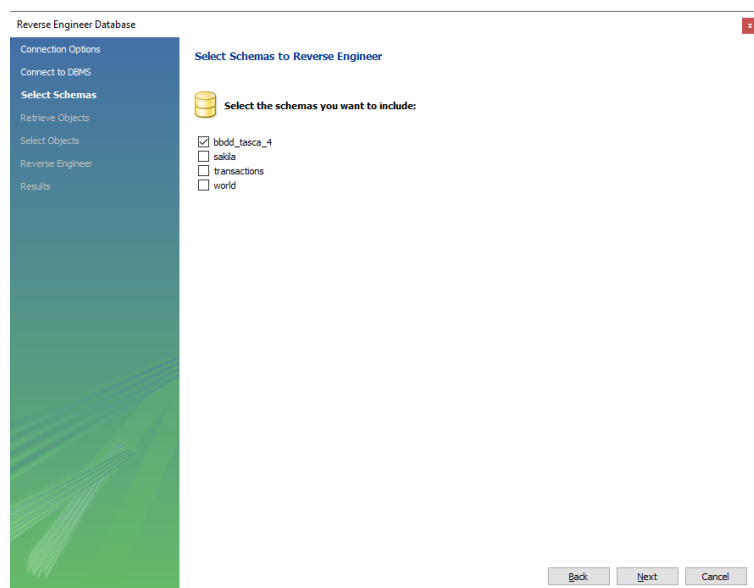 Reverse Engineer Database
x
Connection Options
Connect to DBMS
Select Schemas
Retrieve Objects
Select Objects
Reverse Engineer
Results
Select Schemas to Reverse Engineer
Select the schemas you want to include:
bbdd_tasca_4
sakila
transactions
world
Back Next Cancel